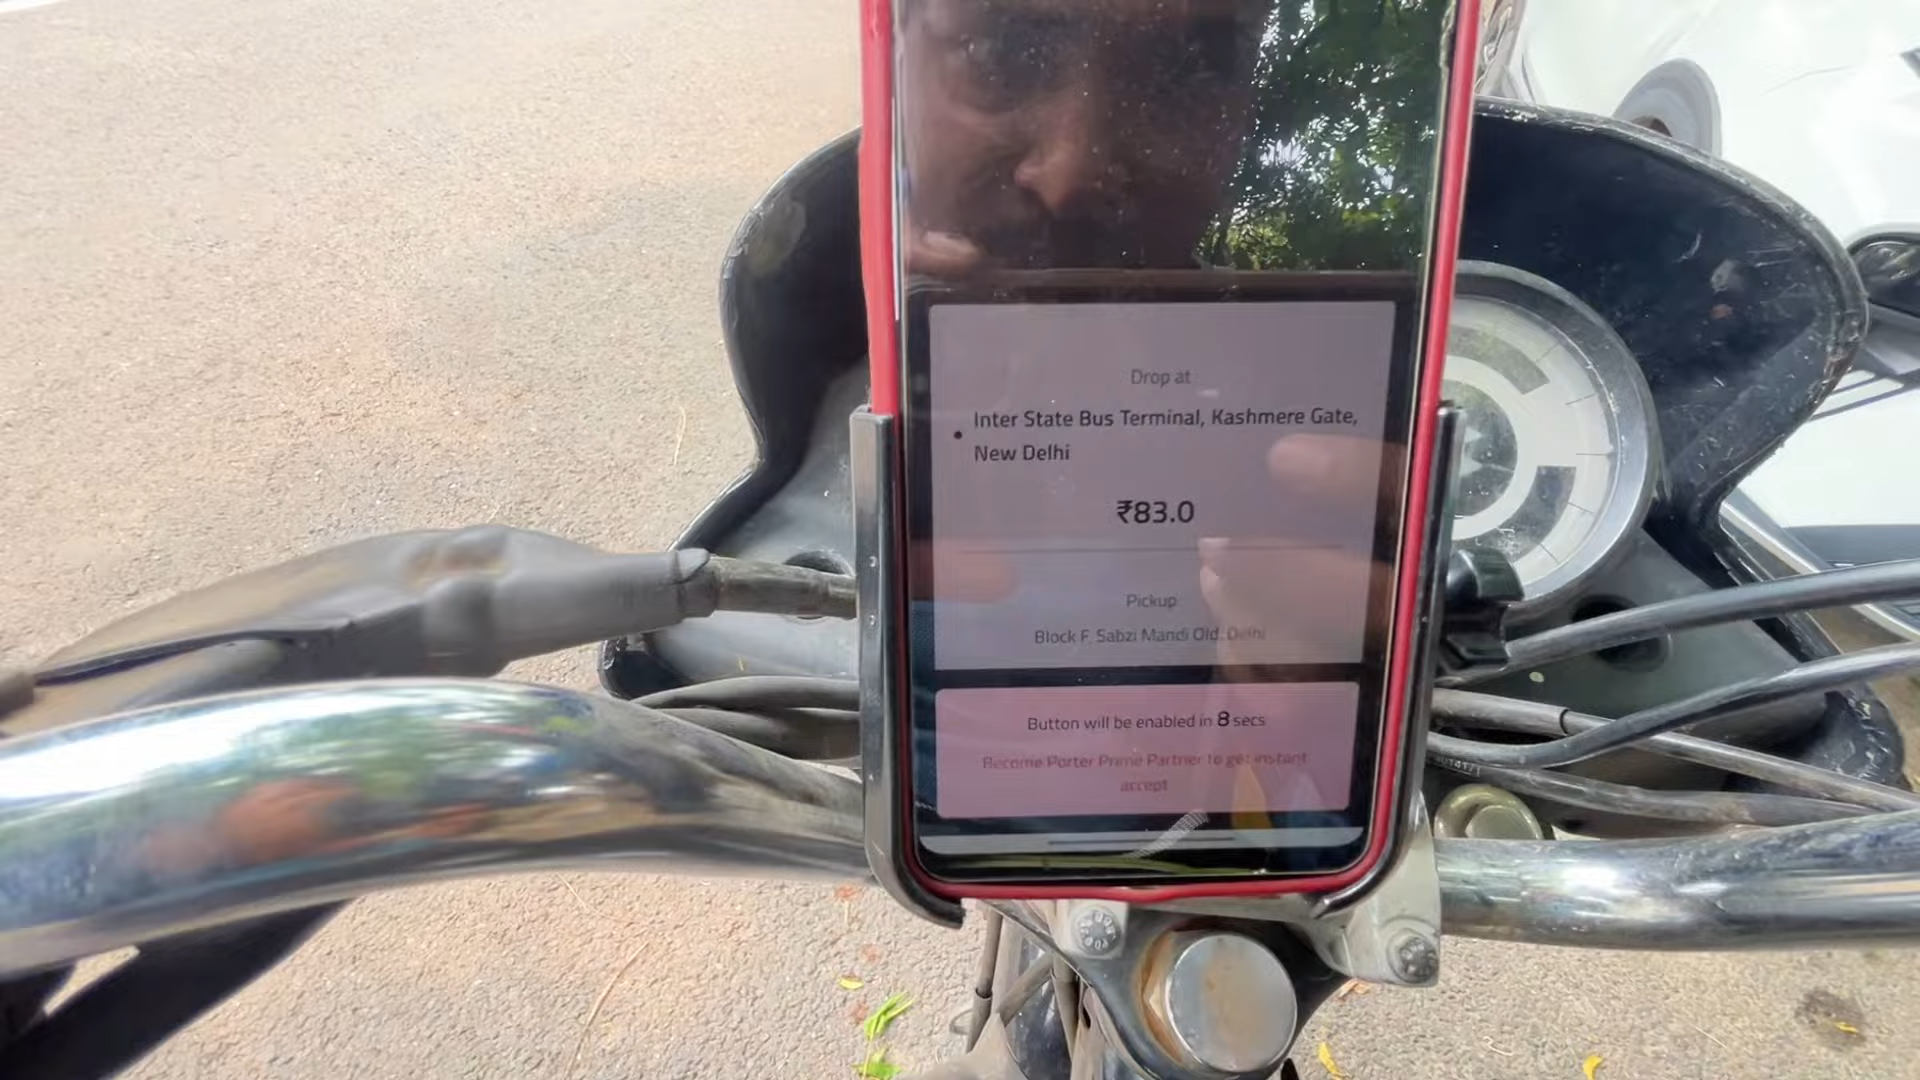 Drop at
Inter State Bus Terminal, Kashmere Gate,
New Delhi
₹83.0
Pickup
Block F, Sabzi Mandi Old, Delhi
Button will be enabled in 8 secs
Become Porter Prime Partner to get instant
accept